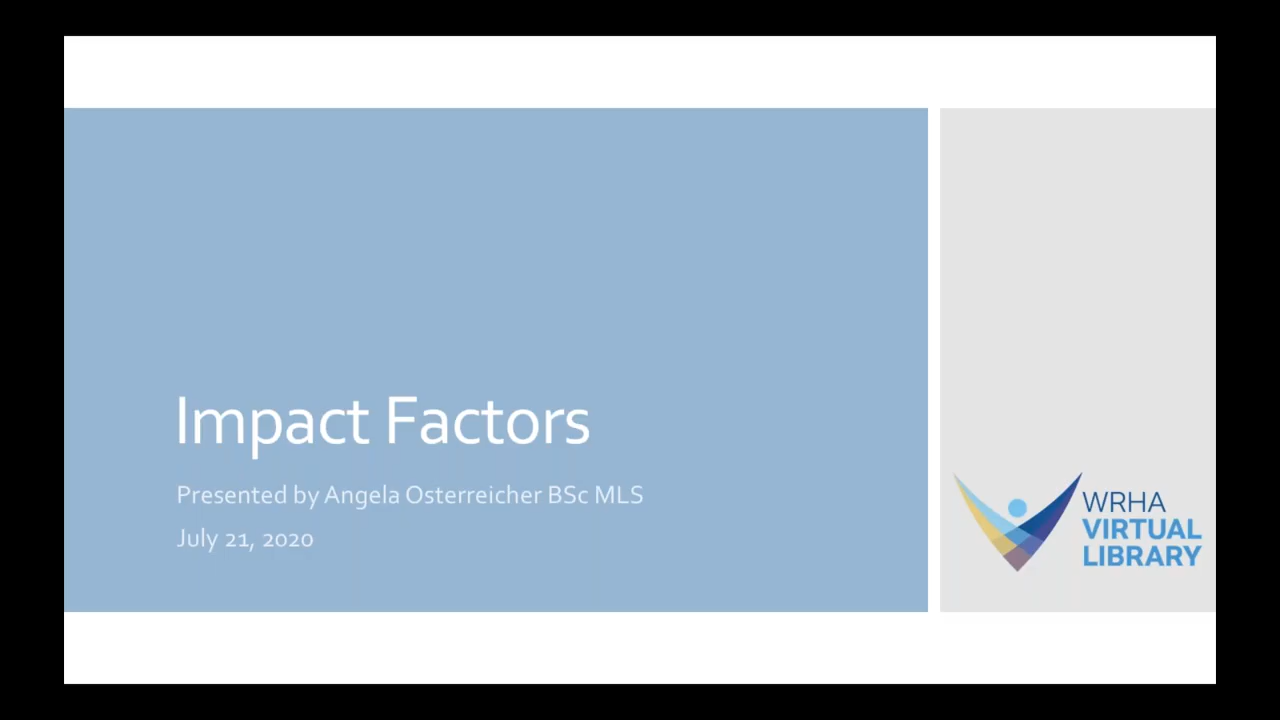 Impact Factors
Presented by Angela Osterreicher BSc MLS
July 21, 2020
WRHA
VIRTUAL
LIBRARY